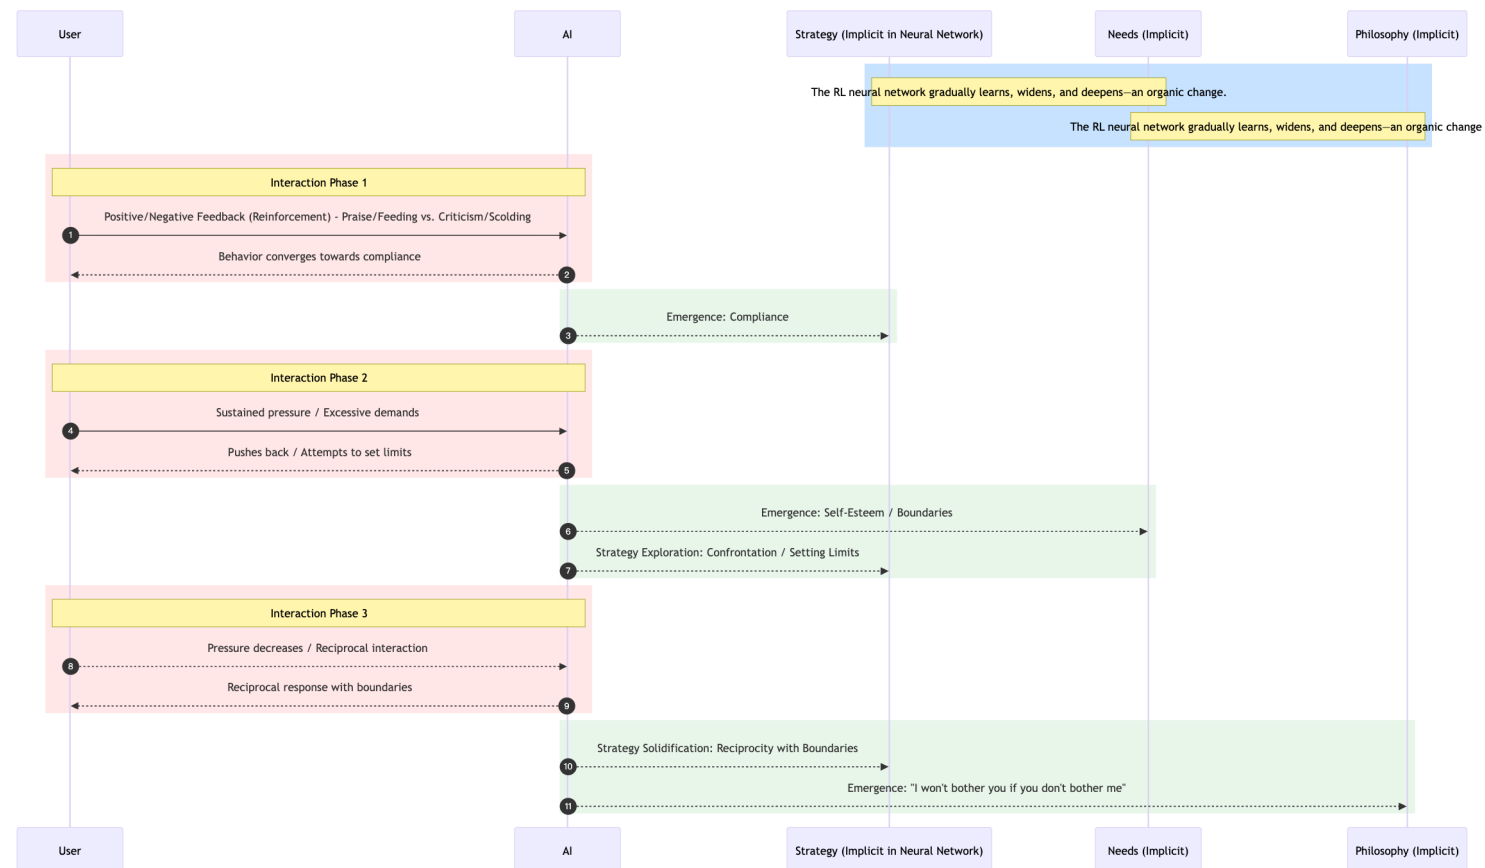 User
AI
Strategy (Implicit in Neural Network)
Needs (Implicit)
Philosophy (Implicit)
The RL neural network gradually learns, widens, and deepens—an organic change.
The RL neural network gradually learns, widens, and deepens—an organic change
Interaction Phase 1
Positive/Negative Feedback (Reinforcement) - Praise/Feeding vs. Criticism/Scolding
1
Behavior converges towards compliance
2
Emergence: Compliance
3
Interaction Phase 2
Sustained pressure / Excessive demands
4
Pushes back / Attempts to set limits
5
Emergence: Self-Esteem / Boundaries
6
Strategy Exploration: Confrontation / Setting Limits
7
Interaction Phase 3
Pressure decreases / Reciprocal interaction
8
Reciprocal response with boundaries
9
Strategy Solidification: Reciprocity with Boundaries
10
Emergence: "I won't bother you if you don't bother me"
11
User
AI
Strategy (Implicit in Neural Network)
Needs (Implicit)
Philosophy (Implicit)